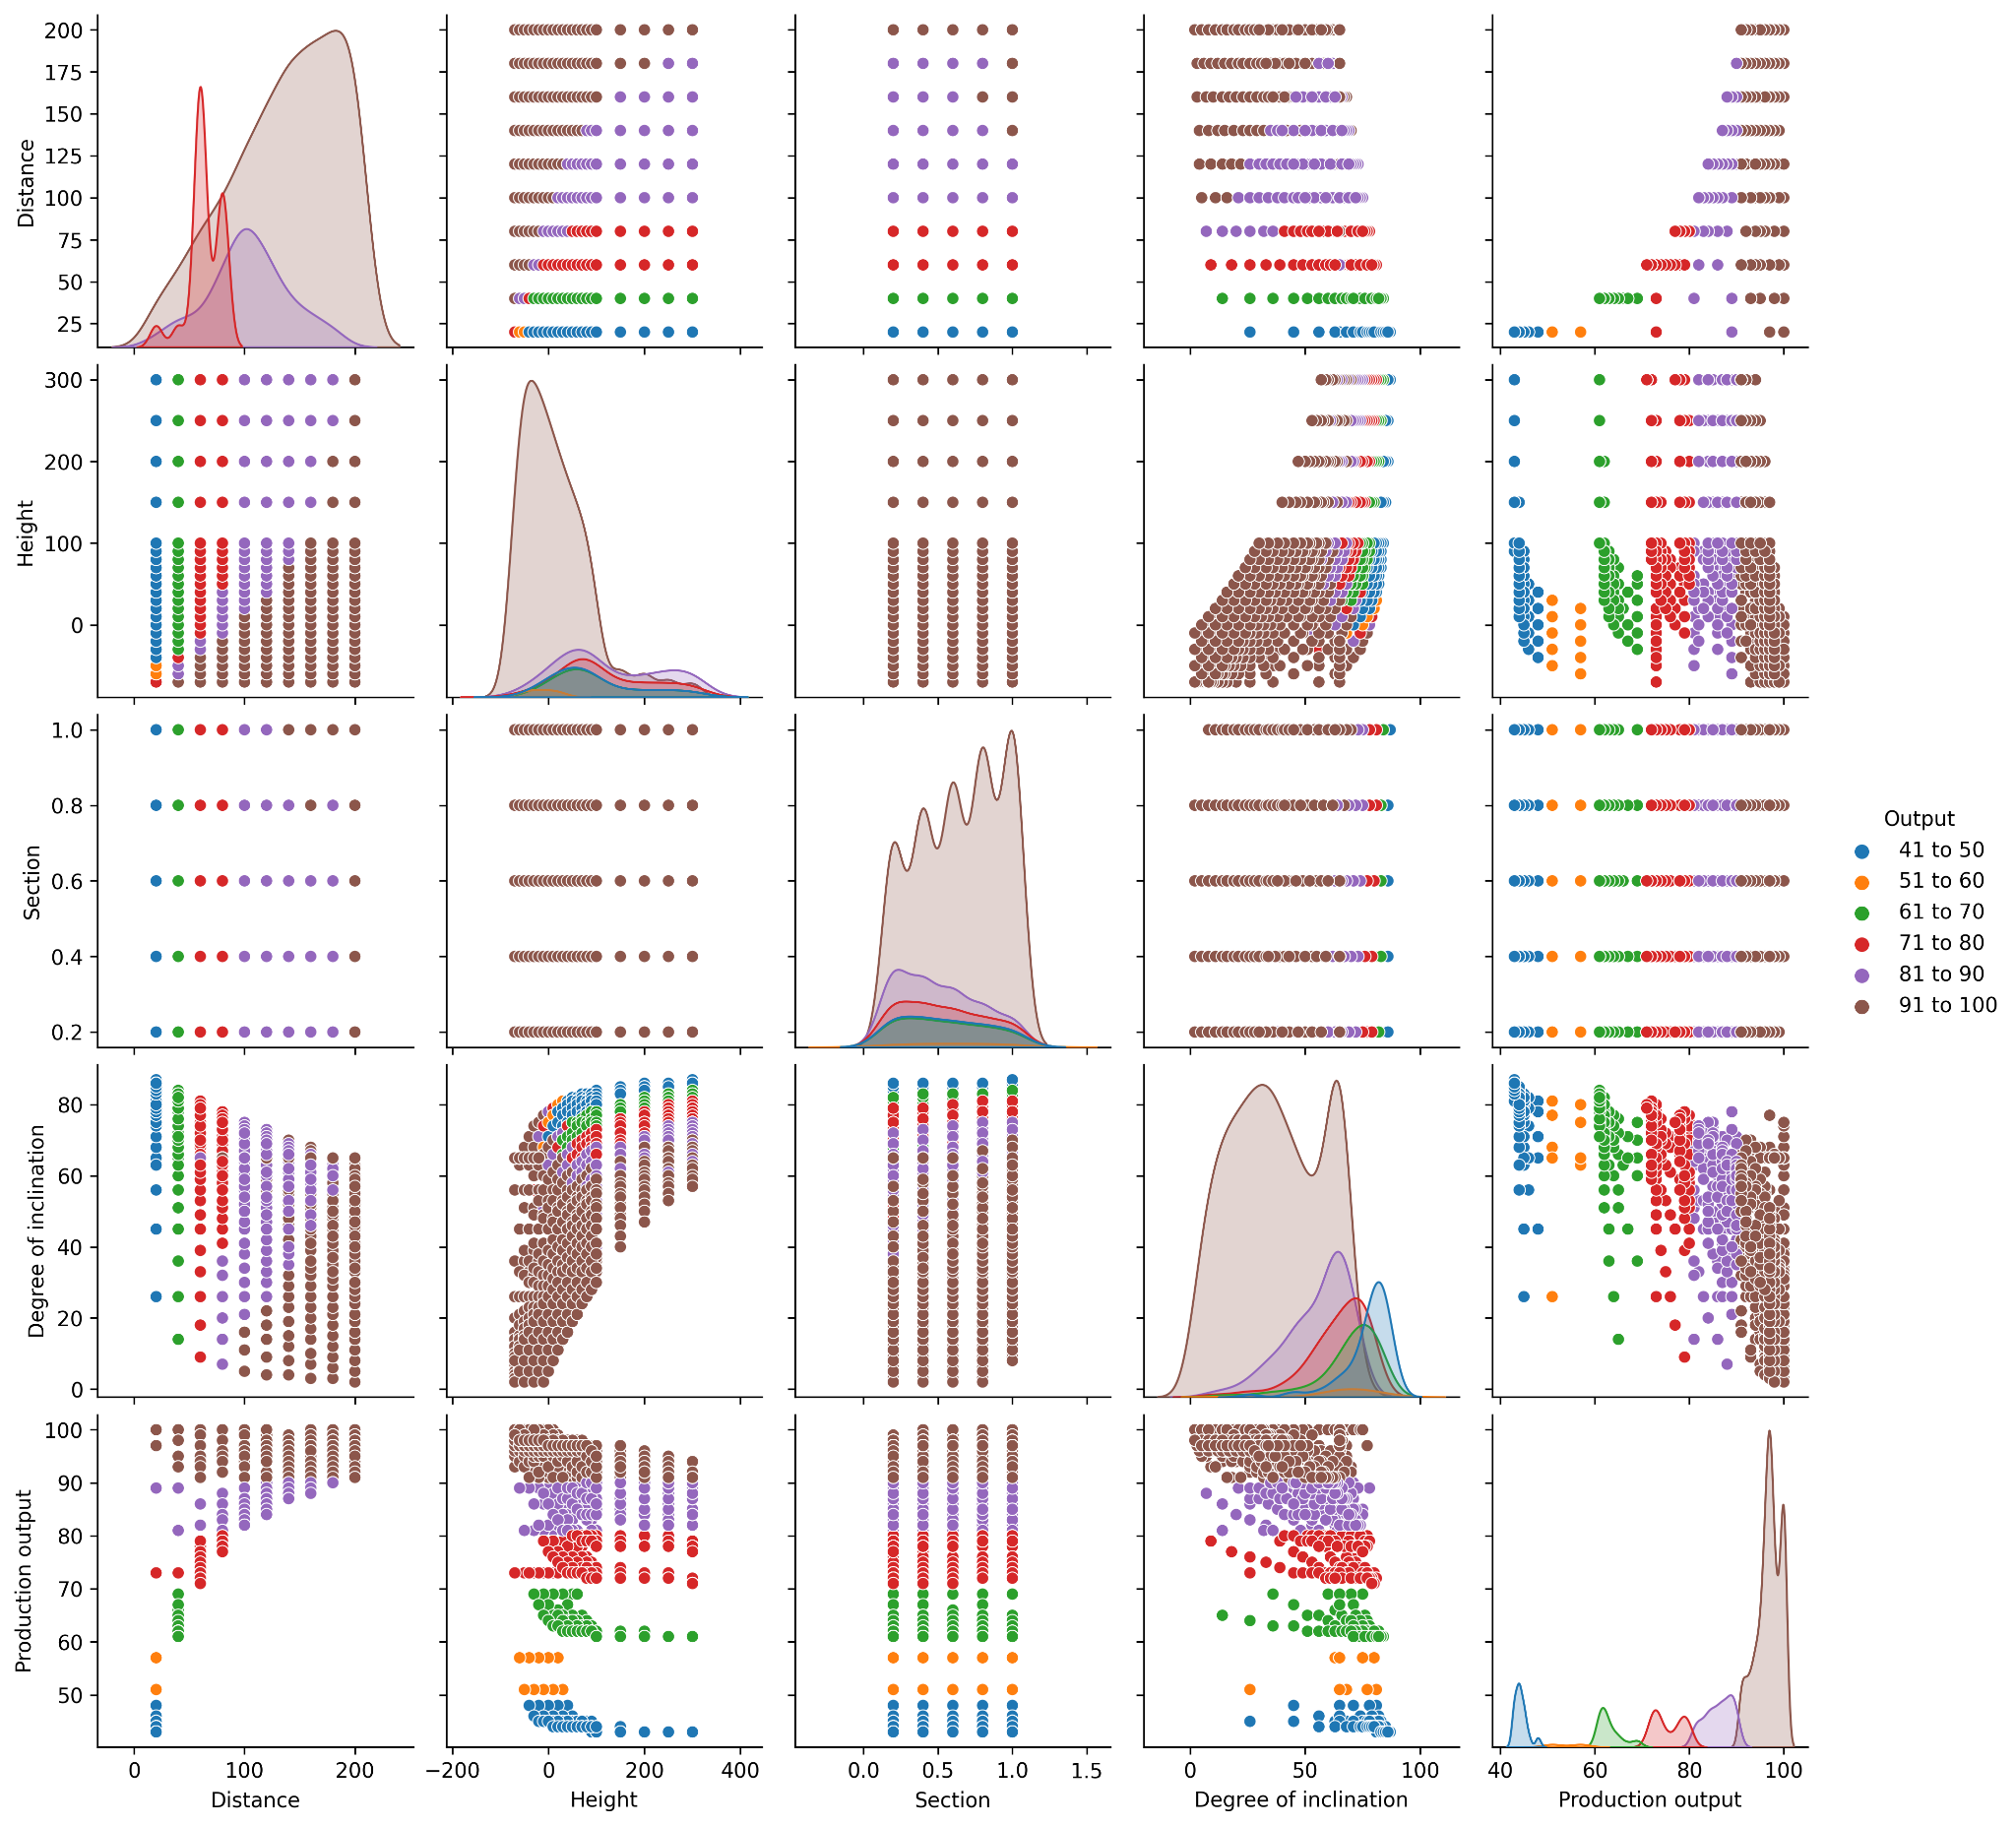 200
175
150
125
100
75
50
25
Distance
300
200
100
0
Height
1.0
0.8
0.6
0.4
0.2
Section
80
60
40
20
0
Degree of inclination
100
90
80
70
60
50
Production output
0 100 200
−200 0 200 400
0.0 0.5 1.0 1.5
0 50 100
40 60 80 100
Distance
Height
Section
Degree of inclination
Production output
Output
41 to 50
51 to 60
61 to 70
71 to 80
81 to 90
91 to 100